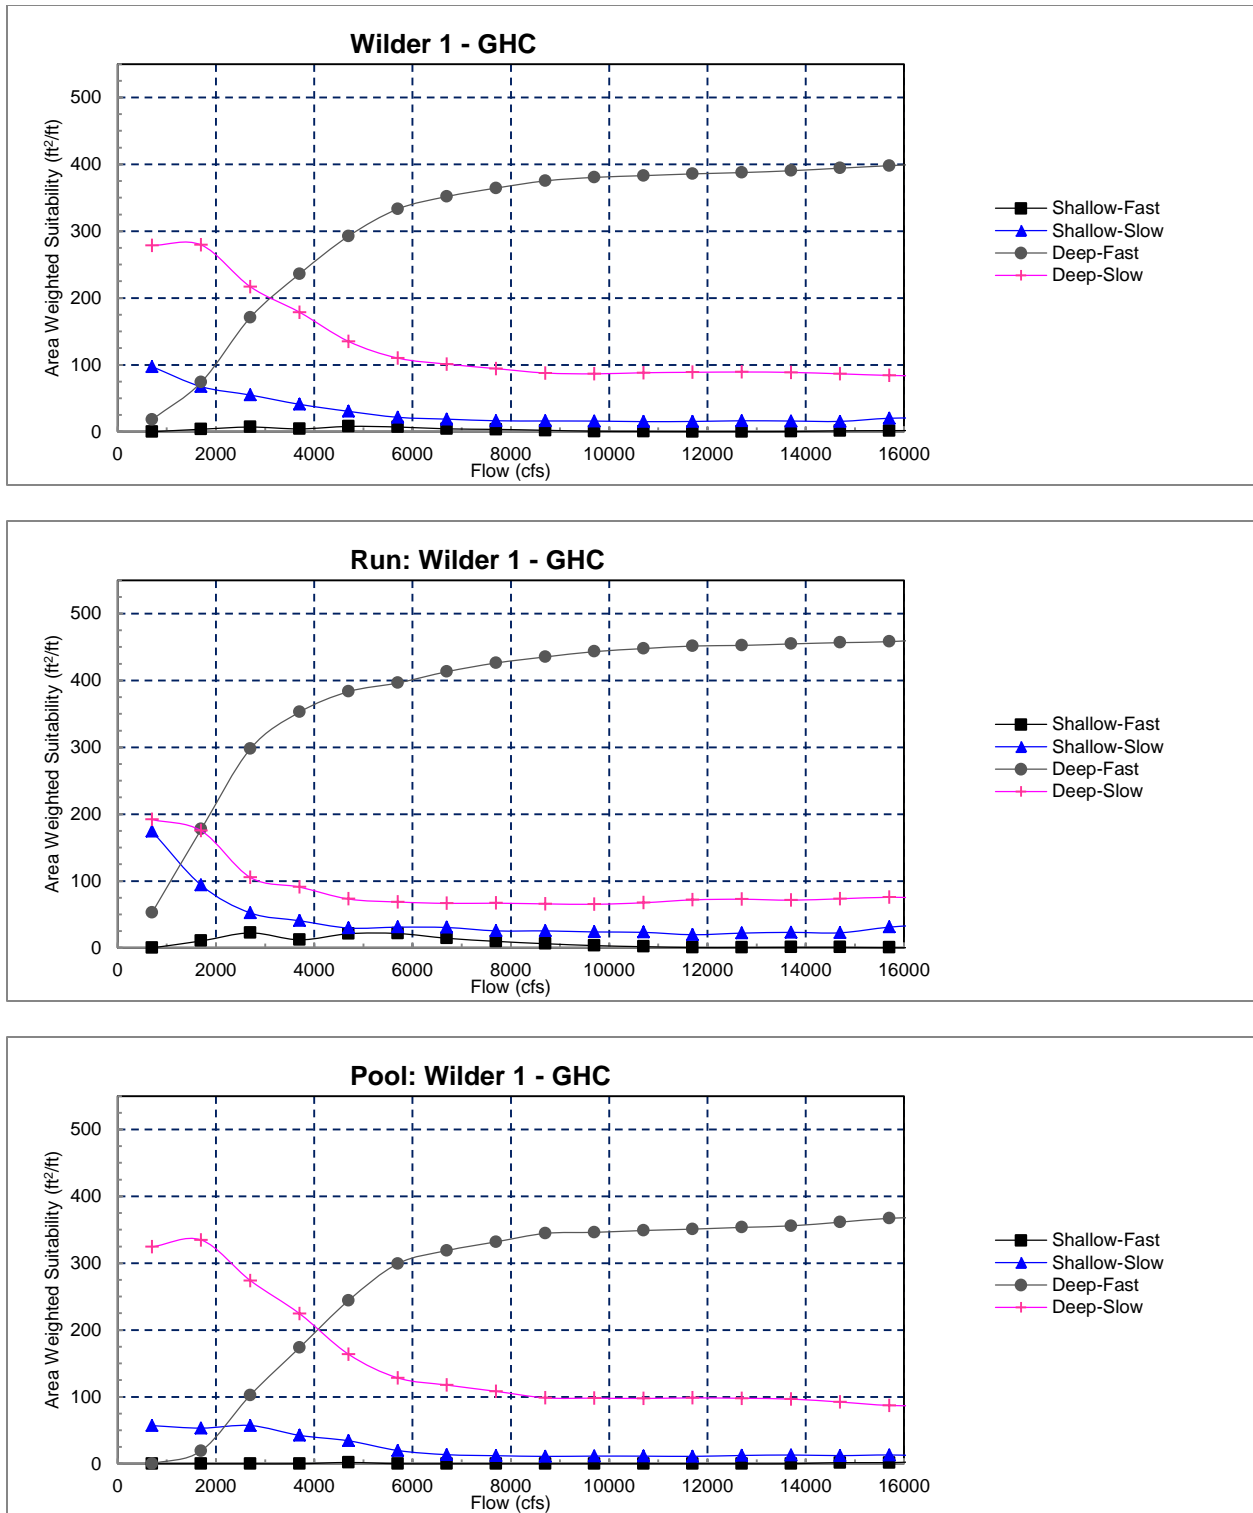 Wilder 1 - GHC
500
400
300
200
100
0
Area Weighted Suitability (ft²/ft)
0 2000 4000 6000 8000 10000 12000 14000 16000
Flow (cfs)
Shallow-Fast
Shallow-Slow
Deep-Fast
Deep-Slow
Run: Wilder 1 - GHC
500
400
300
200
100
0
Area Weighted Suitability (ft²/ft)
0 2000 4000 6000 8000 10000 12000 14000 16000
Flow (cfs)
Shallow-Fast
Shallow-Slow
Deep-Fast
Deep-Slow
Pool: Wilder 1 - GHC
500
400
300
200
100
0
Area Weighted Suitability (ft²/ft)
0 2000 4000 6000 8000 10000 12000 14000 16000
Flow (cfs)
Shallow-Fast
Shallow-Slow
Deep-Fast
Deep-Slow